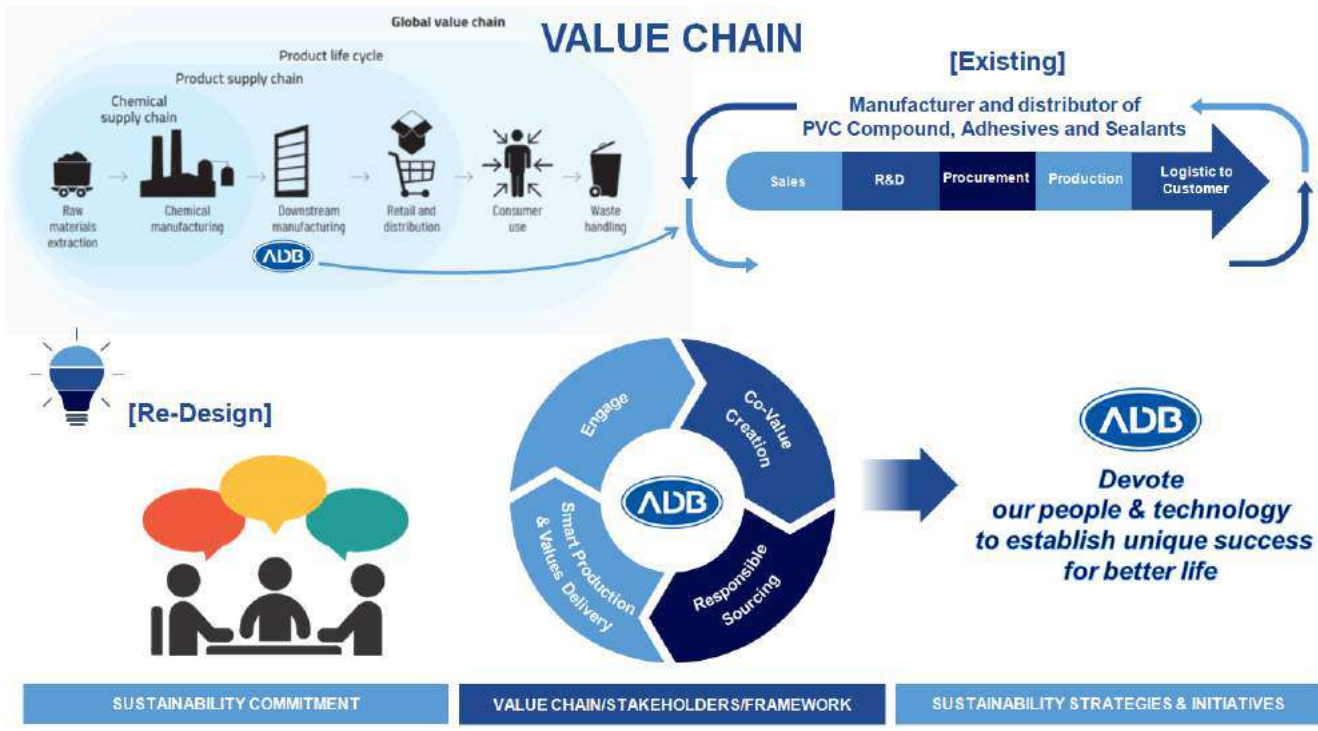 VALUE CHAIN
Global value chain
Product life cycle
Product supply chain
Chemical
supply chain
Raw
materials
extraction
Chemical
manufacturing
Downstream
manufacturing
Retail and
distribution
Consumer
use
Waste
handling
ADB
[Existing]
Manufacturer and distributor of
PVC Compound, Adhesives and Sealants
Sales
R&D
Procurement
Production
Logistic to
Customer
[Re-Design]
Engage
Co-Value
Creation
Responsible
Sourcing
Smart Production
& Values Delivery
ADB
ADB
Devote
our people & technology
to establish unique success
for better life
SUSTAINABILITY COMMITMENT
VALUE CHAIN/STAKEHOLDERS/FRAMEWORK
SUSTAINABILITY STRATEGIES & INITIATIVES